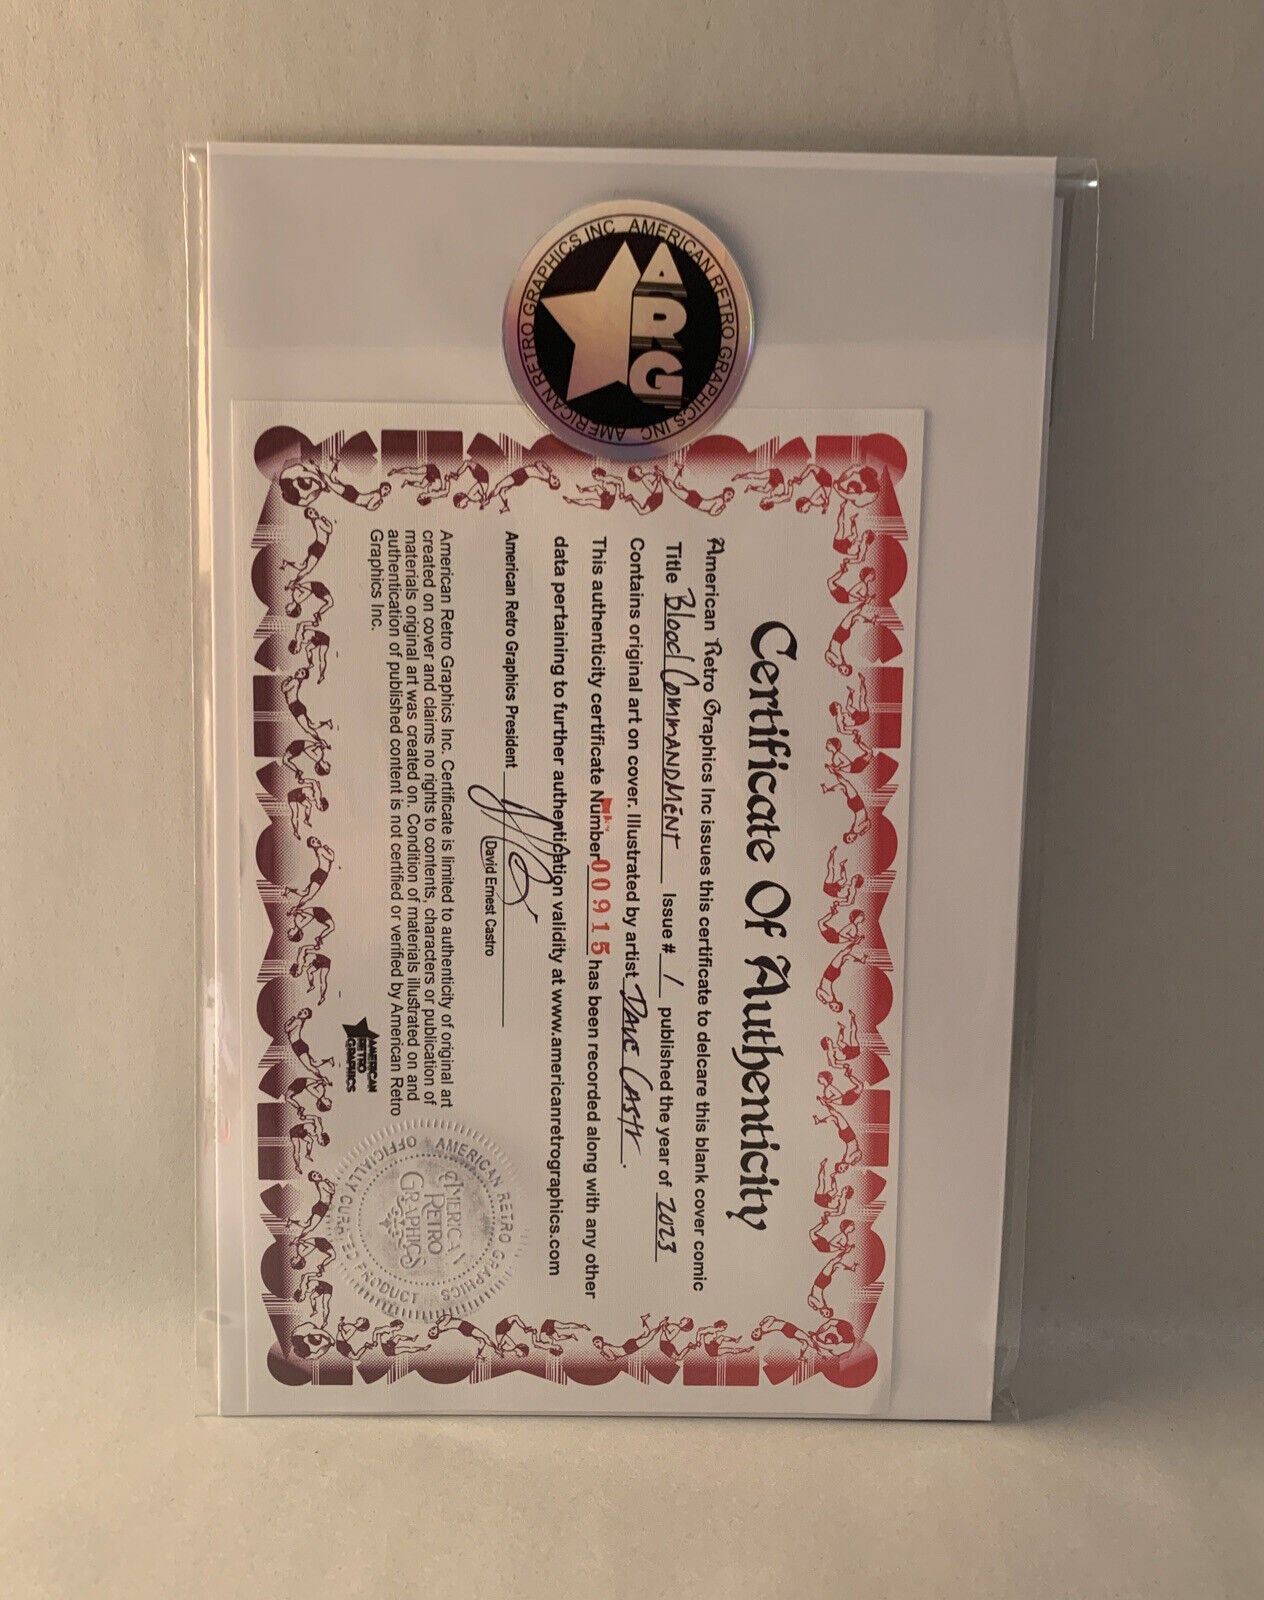 AMERICAN RETRO GRAPHICS INC
AMERICAN RETRO GRAPHICS INC
ARG
Certificate Of Authenticity
American Retro Graphics Inc issues this certificate to delcare this blank cover comic
Title Blood Commandment Issue # 1 published the year of 2023
Contains original art on cover. Illustrated by artist Dave Castr.
This authenticity certificate Number 00915 has been recorded along with any other
data pertaining to further authentication validity at www.americanretrographics.com
American Retro Graphics President
David Ernest Castro
American Retro Graphics Inc. Certificate is limited to authenticity of original art
created on cover and claims no rights to contents, characters or publication of
materials original art was created on. Condition of materials illustrated on and
authentication of published content is not certified or verified by American Retro
Graphics Inc.
AMERICAN
RETRO
GRAPHICS
AMERICAN RETRO GRAPHICS
OFFICIALLY CURATED PRODUCT
AMERICAN
RETRO
GRAPHICS